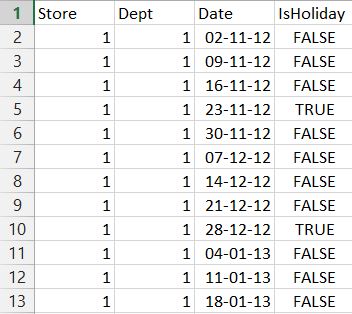 1 Store Dept Date IsHoliday
2 1 1 02-11-12 FALSE
3 1 1 09-11-12 FALSE
4 1 1 16-11-12 FALSE
5 1 1 23-11-12 TRUE
6 1 1 30-11-12 FALSE
7 1 1 07-12-12 FALSE
8 1 1 14-12-12 FALSE
9 1 1 21-12-12 FALSE
10 1 1 28-12-12 TRUE
11 1 1 04-01-13 FALSE
12 1 1 11-01-13 FALSE
13 1 1 18-01-13 FALSE